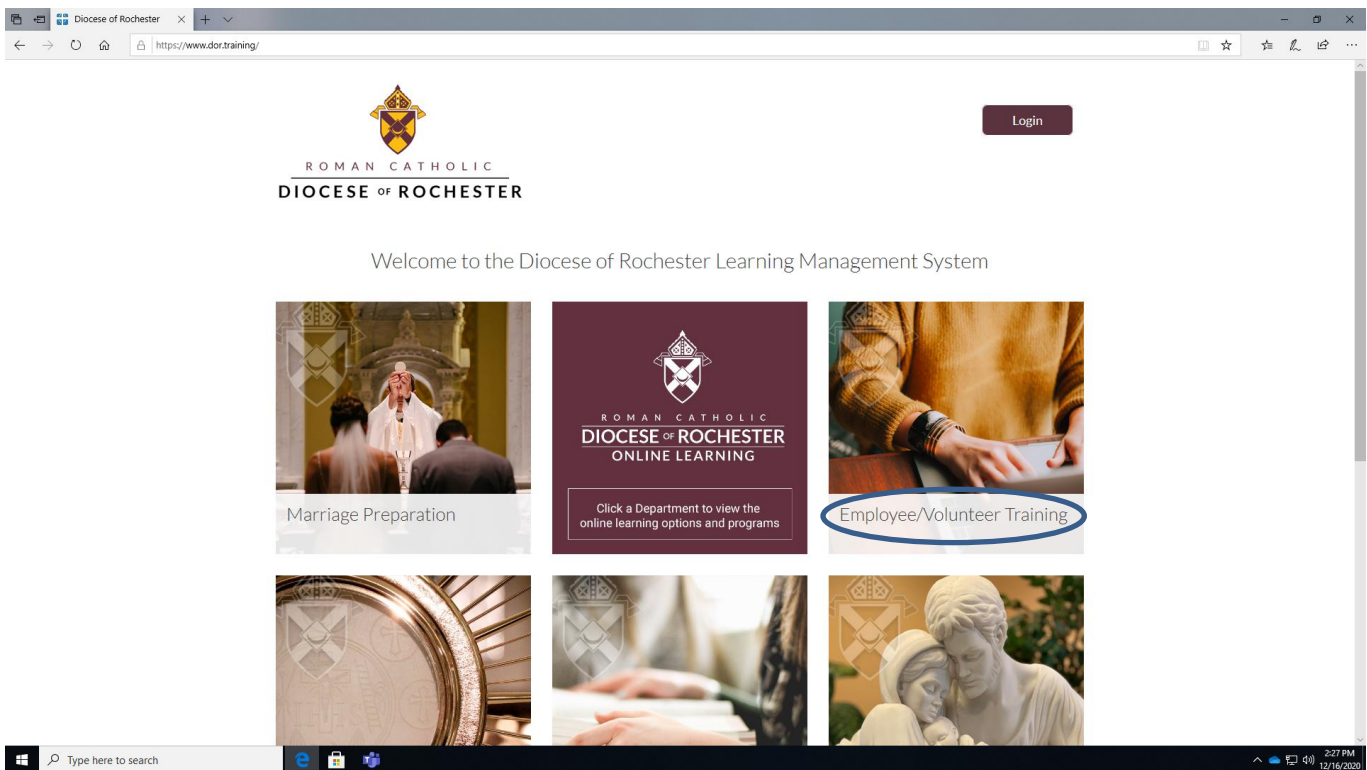 Diocese of Rochester
https://www.dor.training/
ROMAN CATHOLIC
DIOCESE OF ROCHESTER
Login
Welcome to the Diocese of Rochester Learning Management System
Marriage Preparation
ROMAN CATHOLIC
DIOCESE OF ROCHESTER
ONLINE LEARNING
Click a Department to view the
online learning options and programs
Employee/Volunteer Training
Type here to search
2:27 PM
12/16/2020